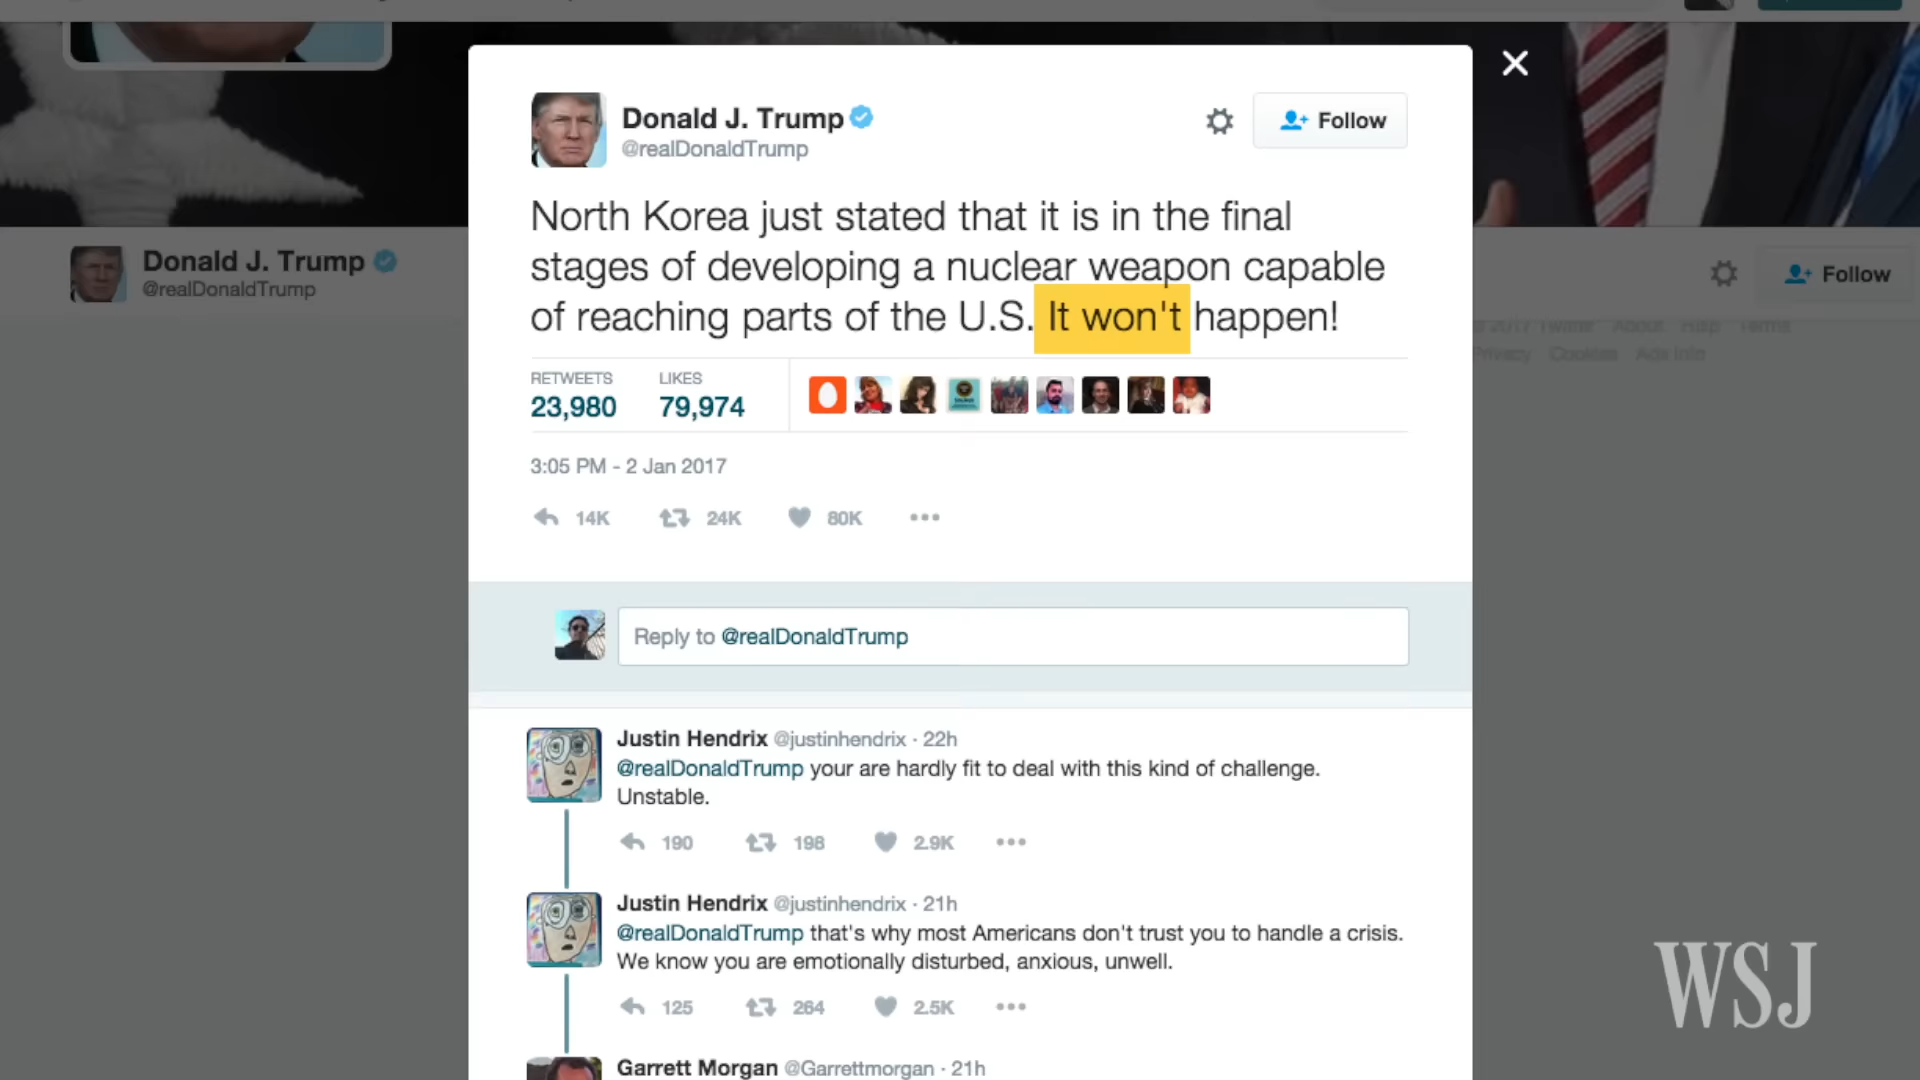 Donald J. Trump
@realDonaldTrump
Follow
North Korea just stated that it is in the final
stages of developing a nuclear weapon capable
of reaching parts of the U.S. It won't happen!
RETWEETS LIKES
23,980 79,974
3:05 PM - 2 Jan 2017
14K 24K 80K
Reply to @realDonaldTrump
Justin Hendrix @justinhendrix · 22h
@realDonaldTrump your are hardly fit to deal with this kind of challenge.
Unstable.
190 198 2.9K
Justin Hendrix @justinhendrix · 21h
@realDonaldTrump that's why most Americans don't trust you to handle a crisis.
We know you are emotionally disturbed, anxious, unwell.
125 264 2.5K
Garrett Morgan @Garrettmorgan · 21h
Donald J. Trump
@realDonaldTrump
Follow
2017 Twitter About Help Terms
Privacy Cookies Ads info
WSJ